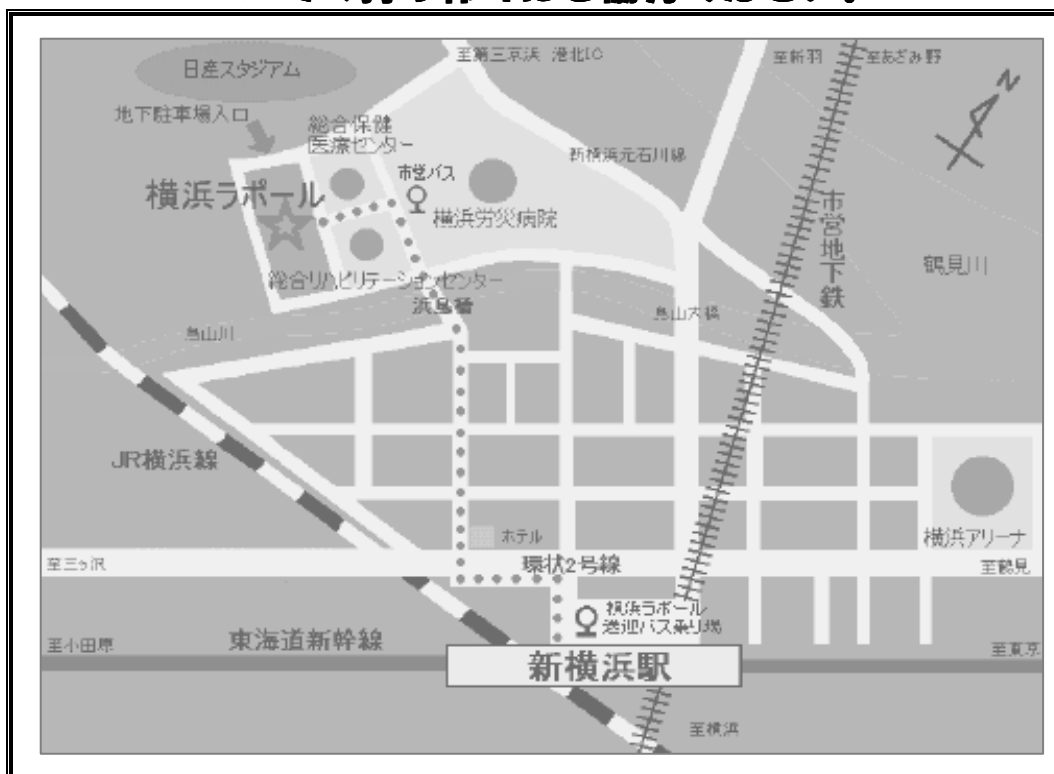 至第三京浜 港北IC
至新羽
至あざみ野
日産スタジアム
N
地下駐車場入口
総合保健
医療センター
新横浜元石川線
市営バス
横浜ラポール
横浜労災病院
市営地下鉄
鶴見川
総合リハビリテーションセンター
浜鳥橋
鳥山川
鳥山大橋
JR横浜線
ホテル
横浜アリーナ
至三ッ沢
環状2号線
至鶴見
横浜ラポール
送迎バス乗り場
至小田原
東海道新幹線
至東京
新横浜駅
至横浜